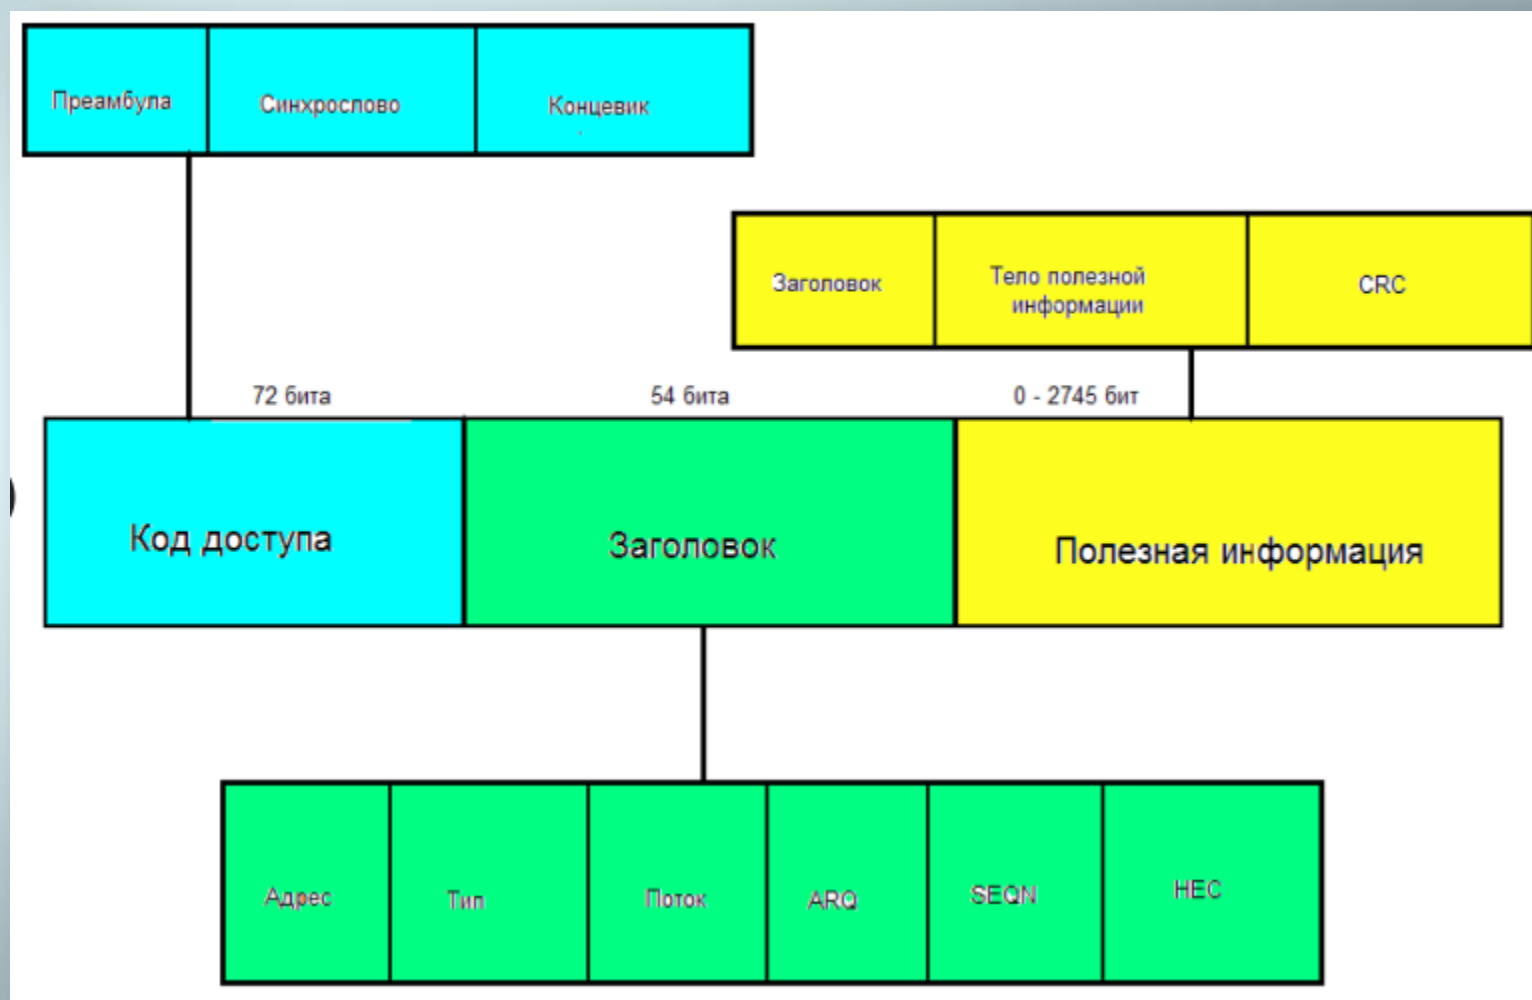 Преамбула
Синхрослово
Концевик
Заголовок
Тело полезной
информации
CRC
72 бита
54 бита
0 - 2745 бит
Код доступа
Заголовок
Полезная информация
Адрес
Тип
Поток
ARQ
SEQN
HEC